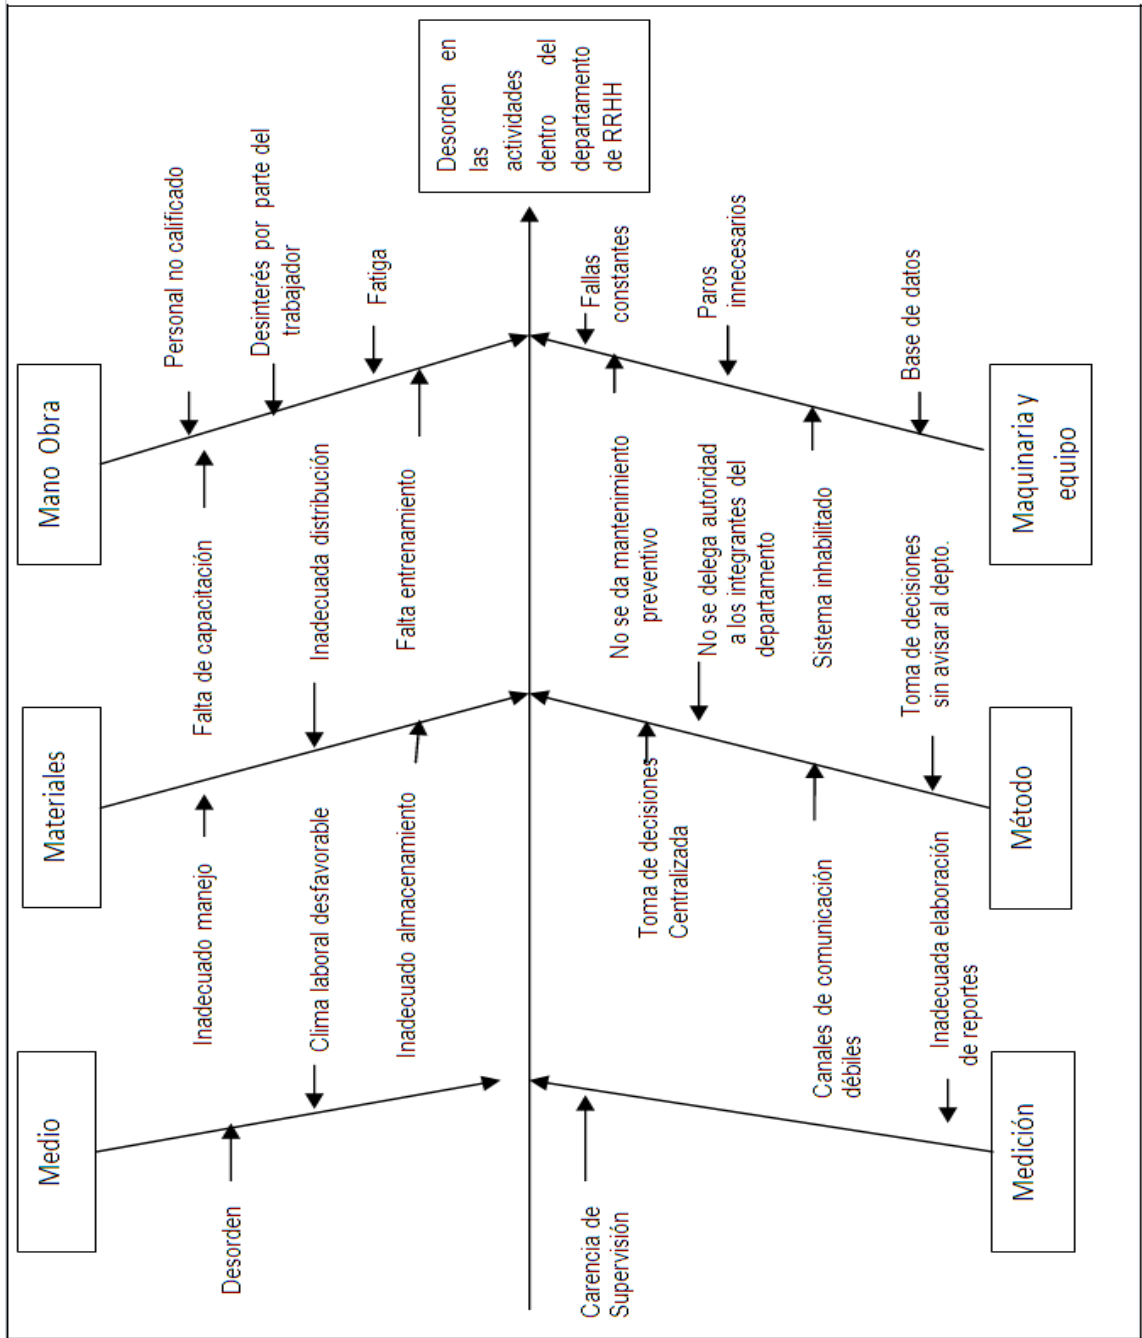 Medio
Materiales
Mano Obra
Desorden
Clima laboral desfavorable
Inadecuado manejo
Inadecuada distribución
Inadecuado almacenamiento
Falta de capacitación
Personal no calificado
Desinterés por parte del
trabajador
Fatiga
Falta entrenamiento
Desorden en
las
actividades
dentro del
departamento
de RRHH
Carencia de
Supervisión
Inadecuada elaboración
de reportes
Toma de decisiones
Centralizada
No se delega autoridad
a los integrantes del
departamento
Canales de comunicación
débiles
Toma de decisiones
sin avisar al depto.
Fallas
constantes
No se da mantenimiento
preventivo
Paros
innecesarios
Sistema inhabilitado
Base de datos
Medición
Método
Maquinaria y
equipo